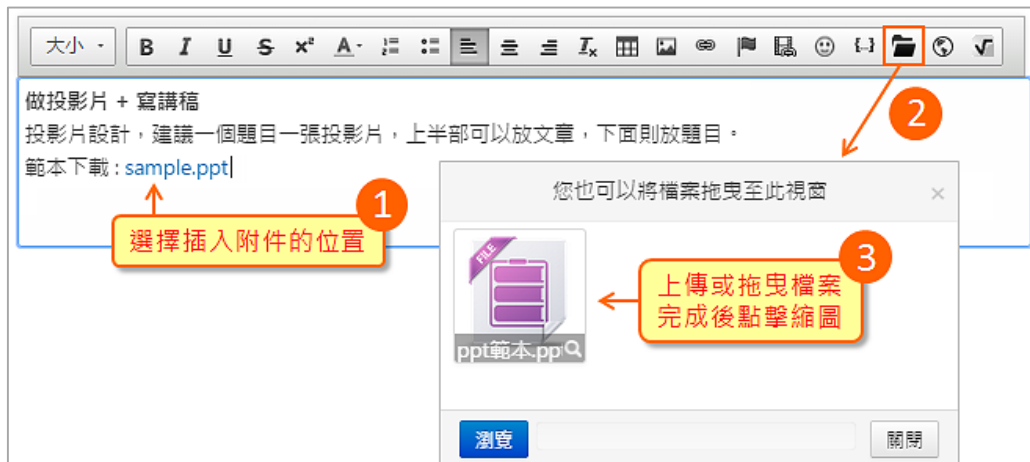 大小
B I U S x² A Ix {..} √
做投影片 + 寫講稿
投影片設計，建議一個題目一張投影片，上半部可以放文章，下面則放題目。
範本下載 : sample.ppt
1
選擇插入附件的位置
2
您也可以將檔案拖曳至此視窗
×
FILE
ppt範本.pp
3
上傳或拖曳檔案
完成後點擊縮圖
瀏覽
關閉